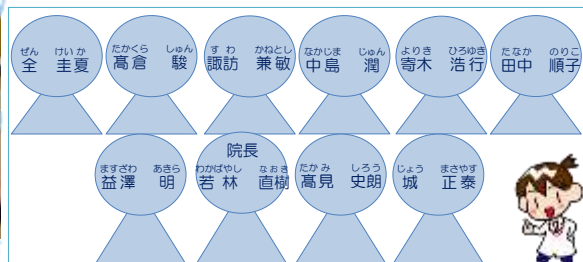 ぜん けいか
全 圭夏
たかくら しゅん
髙倉 駿
すわ かねとし
諏訪 兼敏
なかじま じゅん
中島 潤
よりき ひろゆき
寄木 浩行
たなか のりこ
田中 順子
ますざわ あきら
益澤 明
院長
わかばやし なおき
若林 直樹
たかみ しろう
髙見 史朗
じょう まさやす
城 正泰